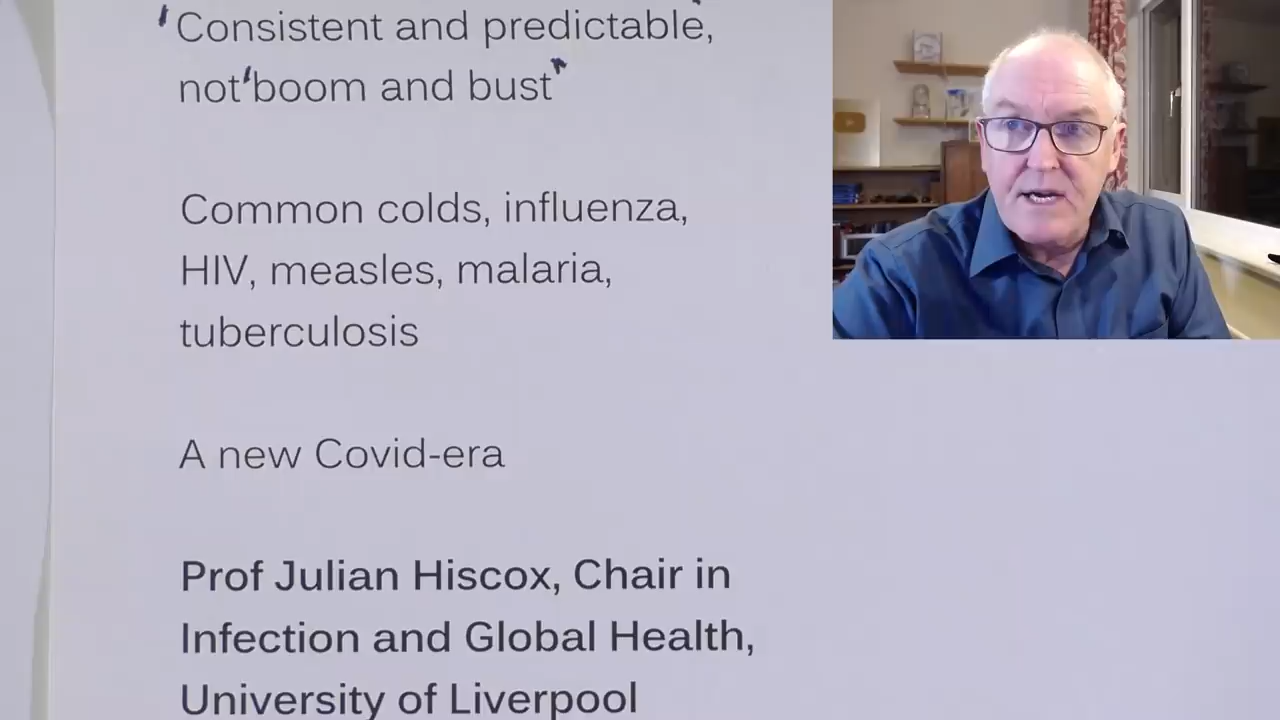 'Consistent and predictable,
not'boom and bust"
Common colds, influenza,
HIV, measles, malaria,
tuberculosis
A new Covid-era
Prof Julian Hiscox, Chair in
Infection and Global Health,
University of Liverpool